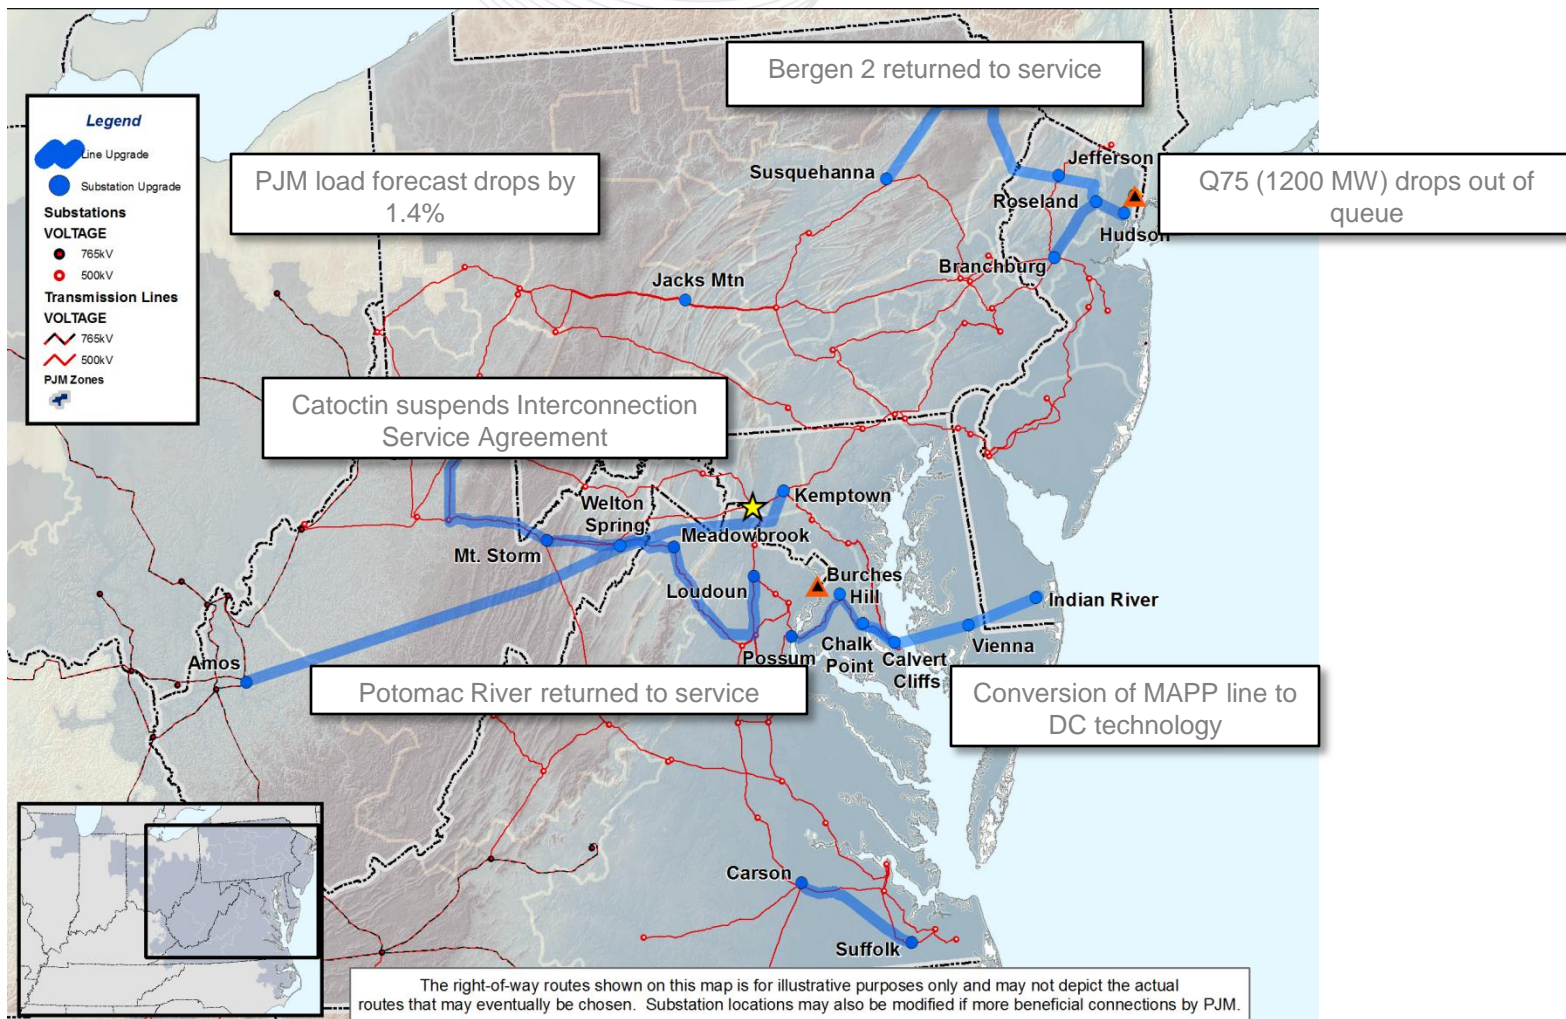 Bergen 2 returned to service
Legend
Line Upgrade
Substation Upgrade
Substations
VOLTAGE
765kV
500kV
Transmission Lines
VOLTAGE
765kV
500kV
PJM Zones
PJM load forecast drops by
1.4%
Susquehanna
Jefferson
Roseland
Hudson
Branchburg
Q75 (1200 MW) drops out of
queue
Jacks Mtn
Catoctin suspends Interconnection
Service Agreement
Welton
Spring
Kemptown
Mt. Storm
Meadowbrook
Loudoun
Burches
Hill
Indian River
Amos
Possum
Chalk
Point
Calvert
Cliffs
Vienna
Potomac River returned to service
Conversion of MAPP line to
DC technology
Carson
Suffolk
The right-of-way routes shown on this map is for illustrative purposes only and may not depict the actual
routes that may eventually be chosen.  Substation locations may also be modified if more beneficial connections by PJM.